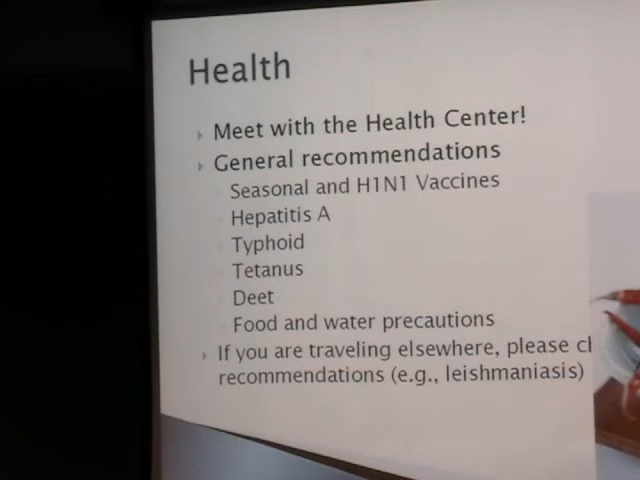 Health
Meet with the Health Center!
General recommendations
Seasonal and H1N1 Vaccines
Hepatitis A
Typhoid
Tetanus
Deet
Food and water precautions
If you are traveling elsewhere, please
recommendations (e.g., leishmaniasis)